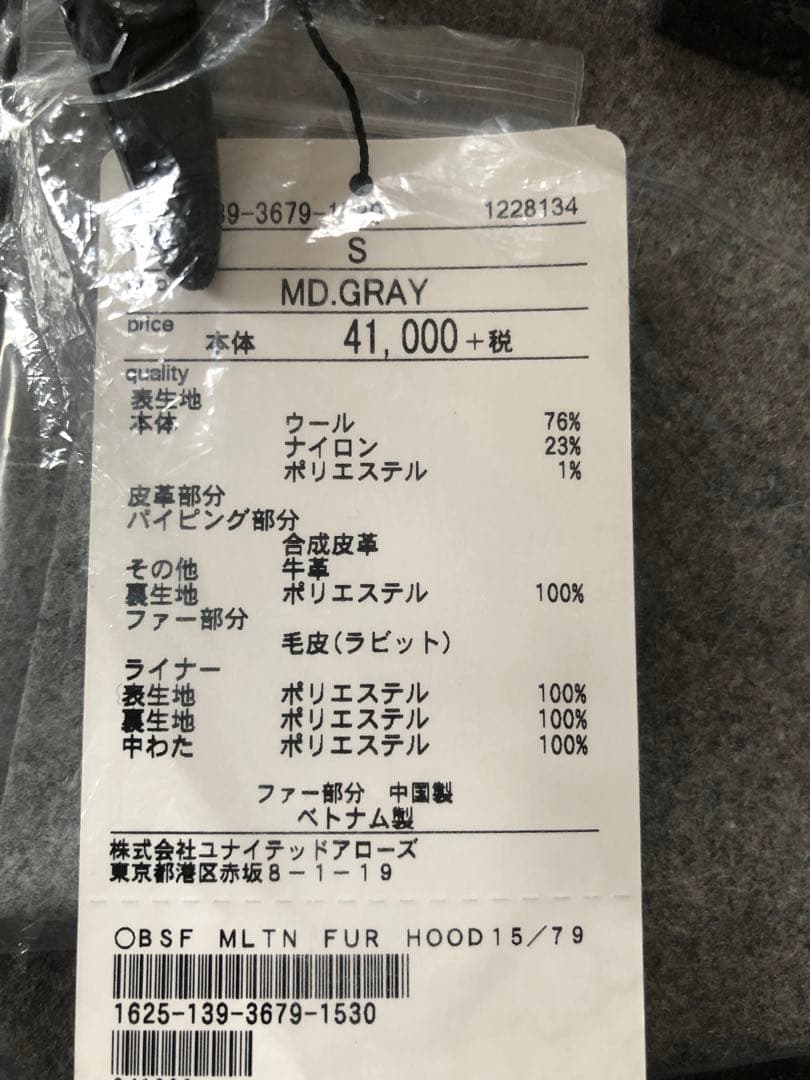 39-3679-1530 1228134
S
MD.GRAY
price 本体 41,000+税
quality
表生地
本体 ウール 76%
ナイロン 23%
ポリエステル 1%
皮革部分
パイピング部分
合成皮革
その他 牛革
裏生地 ポリエステル 100%
ファー部分
毛皮(ラビット)
ライナー
表生地 ポリエステル 100%
裏生地 ポリエステル 100%
中わた ポリエステル 100%
ファー部分 中国製
ベトナム製
株式会社ユナイテッドアローズ
東京都港区赤坂8-1-19
○BSF MLTN FUR HOOD15/79
1625-139-3679-1530